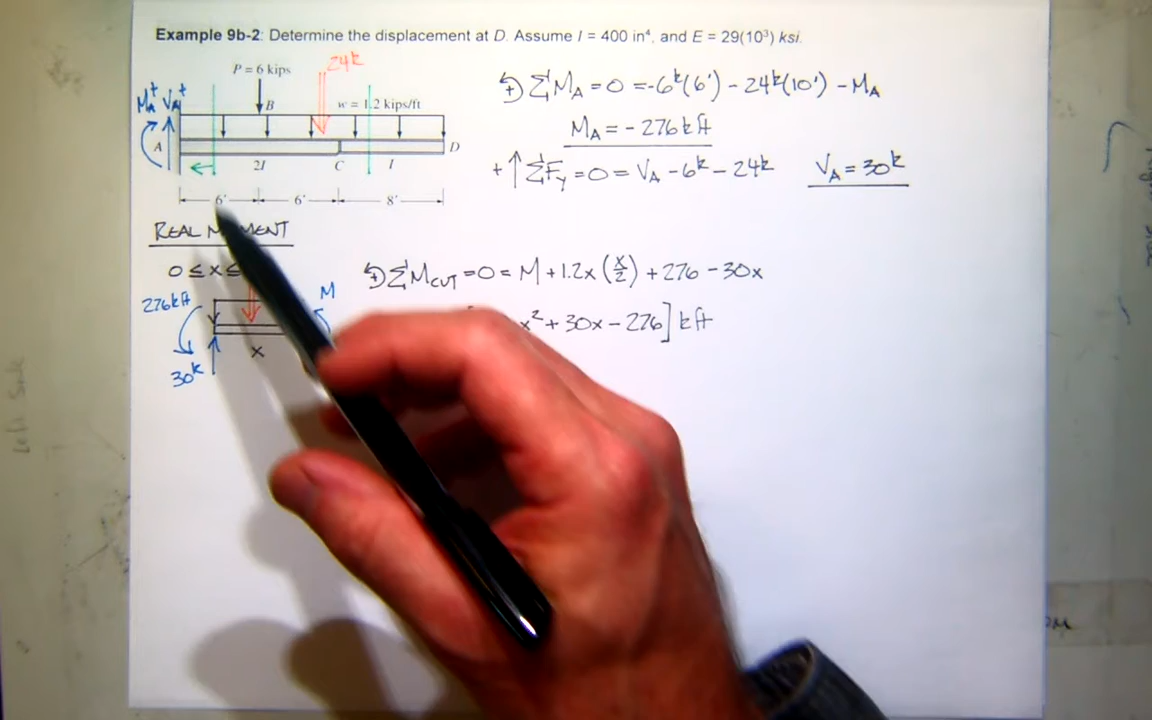 Example 9b-2: Determine the displacement at D. Assume I = 400 in⁴, and E = 29(10³) ksi.
24k
P = 6 kips
MA+ VA+
B
w = 1.2 kips/ft
A
2I
C
I
D
6'
6'
8'
↺+ ΣMA = 0 = -6k(6') - 24k(10') - MA
MA = -276 kft
+↑ ΣFy = 0 = VA - 6k - 24k
VA = 30k
REAL
0 ≤ x ≤
↺+ ΣMCUT = 0 = M + 1.2x (x/2) + 276 - 30x
276 kft
M
x² + 30x - 276] kft
x
30k